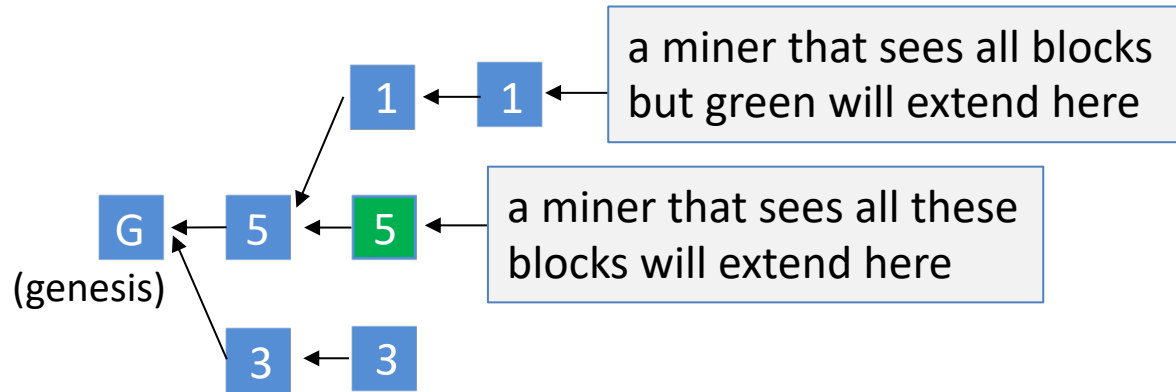 1
1
a miner that sees all blocks
but green will extend here
G
5
5
a miner that sees all these
blocks will extend here
(genesis)
3
3